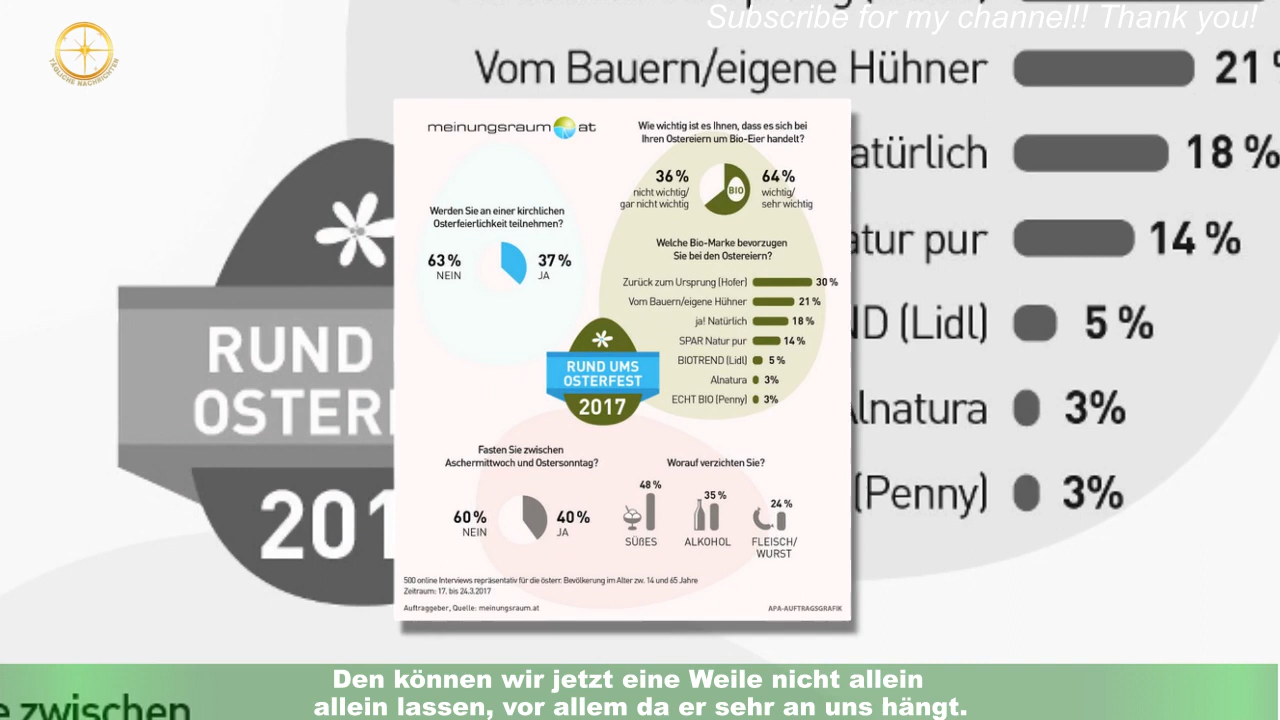 Subscribe for my channel!! Thank you!
TÄGLICHE NACHRICHTEN
Vom Bauern/eigene Hühner 21
atürlich 18 %
atur pur 14 %
ND (Lidl) 5 %
Alnatura 3%
(Penny) 3%
RUND
OSTER
201
e zwischen
meinungsraum at
Wie wichtig ist es Ihnen, dass es sich bei
Ihren Ostereiern um Bio-Eier handelt?
36 %
nicht wichtig/
gar nicht wichtig
BIO
64 %
wichtig/
sehr wichtig
Werden Sie an einer kirchlichen
Osterfeierlichkeit teilnehmen?
63 %
NEIN
37 %
JA
Welche Bio-Marke bevorzugen
Sie bei den Ostereiern?
Zurück zum Ursprung (Hofer) 30 %
Vom Bauern/eigene Hühner 21 %
ja! Natürlich 18 %
SPAR Natur pur 14 %
BIOTREND (Lidl) 5 %
Alnatura 3%
ECHT BIO (Penny) 3%
RUND UMS
OSTERFEST
2017
Fasten Sie zwischen
Aschermittwoch und Ostersonntag?
60 %
NEIN
40 %
JA
Worauf verzichten Sie?
48 %
SÜßES
35 %
ALKOHOL
24 %
FLEISCH/
WURST
500 online Interviews repräsentativ für die österr. Bevölkerung im Alter zw. 14 und 65 Jahre
Zeitraum: 17. bis 24.3.2017
Auftraggeber, Quelle: meinungsraum.at
APA-AUFTRAGSGRAFIK
Den können wir jetzt eine Weile nicht allein
allein lassen, vor allem da er sehr an uns hängt.